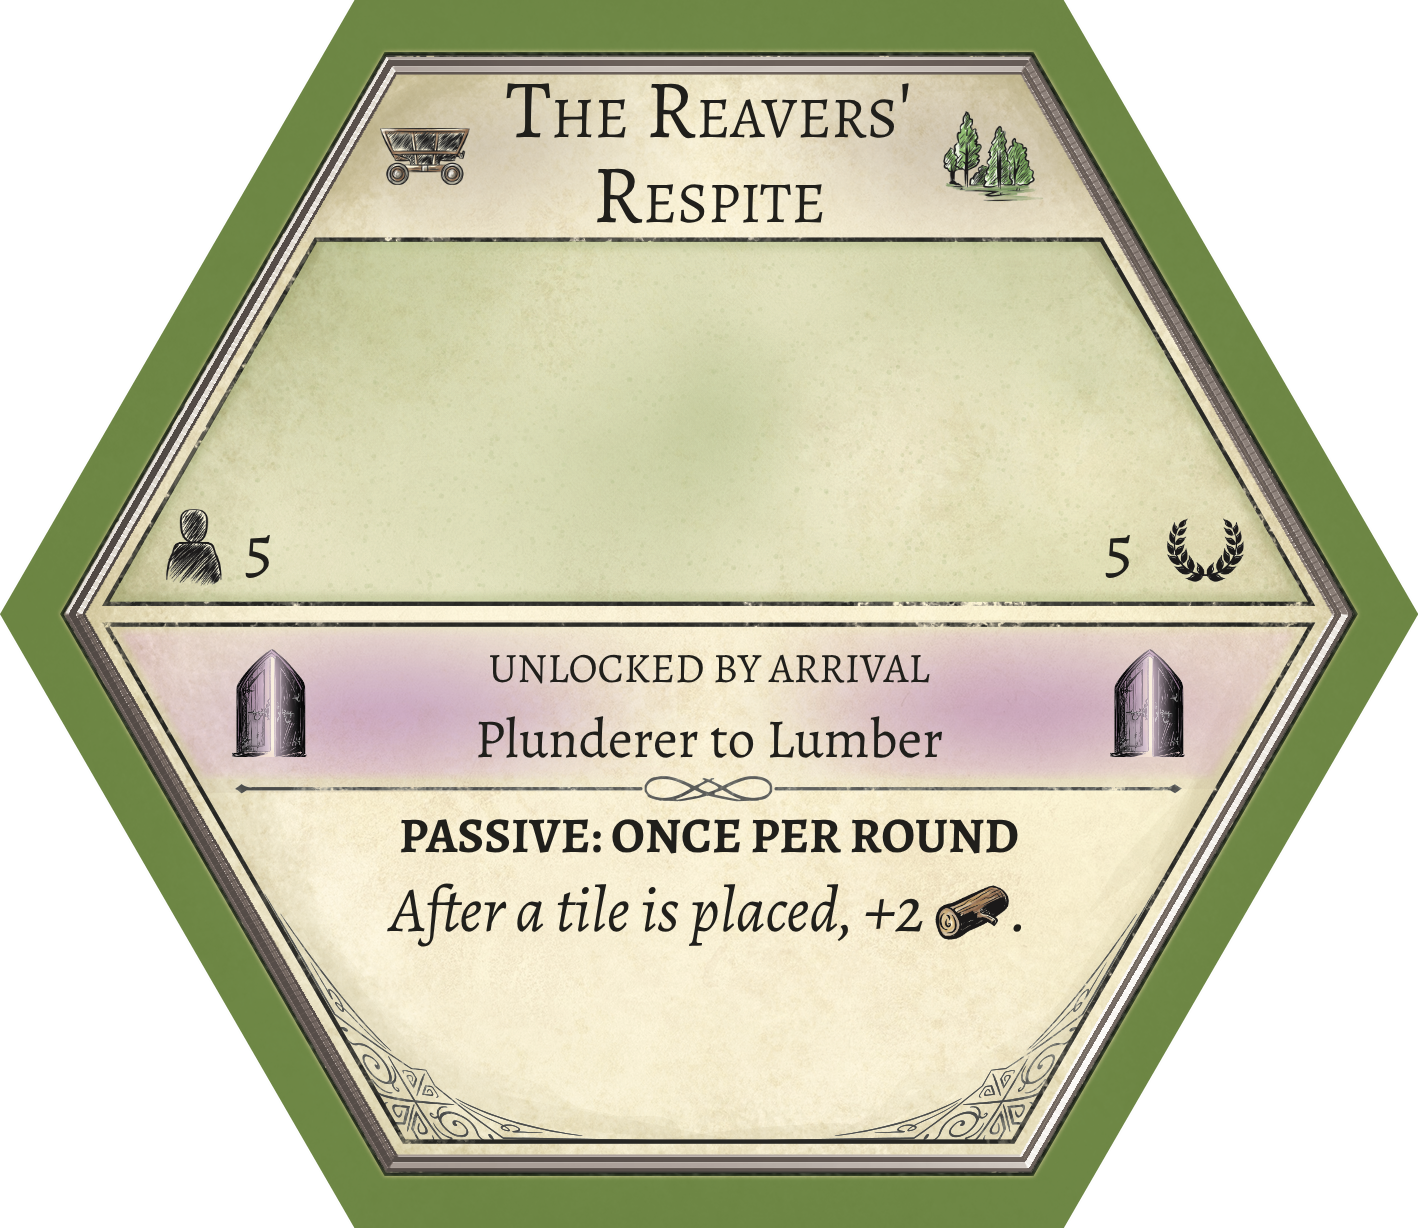 The Reavers'
Respite
5
5
UNLOCKED BY ARRIVAL
Plunderer to Lumber
PASSIVE: ONCE PER ROUND
After a tile is placed, +2 .